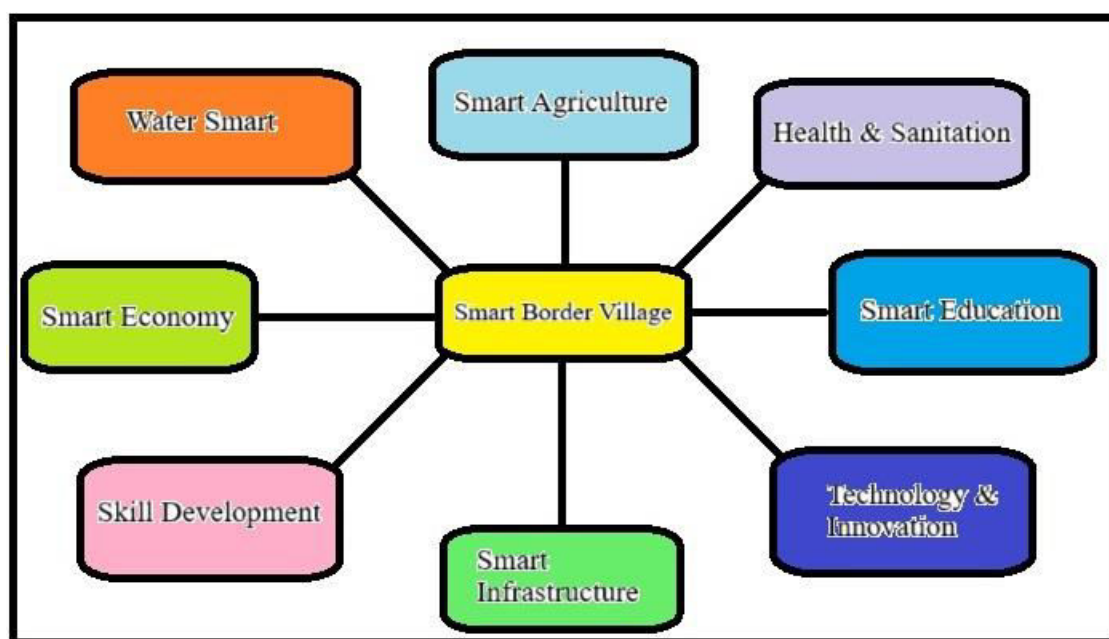 Water Smart
Smart Agriculture
Health & Sanitation
Smart Economy
Smart Border Village
Smart Education
Skill Development
Smart
Infrastructure
Technology &
Innovation